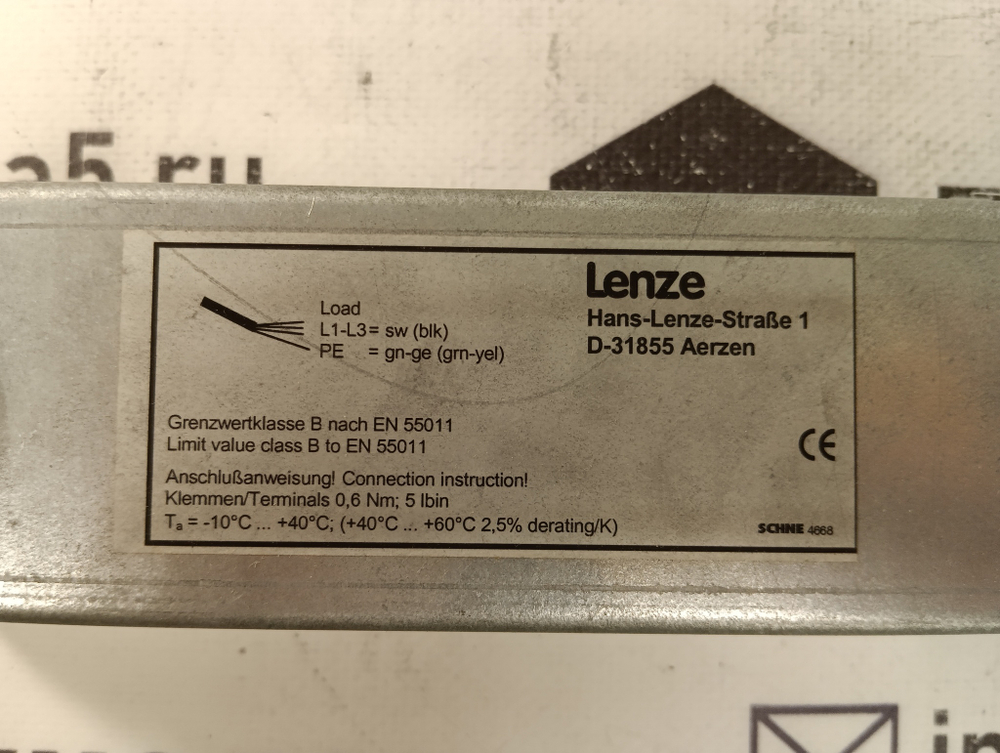 a5.ru
Load
L1-L3= sw (blk)
PE = gn-ge (grn-yel)
Lenze
Hans-Lenze-Straße 1
D-31855 Aerzen
Grenzwertklasse B nach EN 55011
Limit value class B to EN 55011
CE
Anschlußanweisung! Connection instruction!
Klemmen/Terminals 0,6 Nm; 5 lbin
Ta = -10°C ... +40°C; (+40°C ... +60°C 2,5% derating/K)
SCHNE 4668